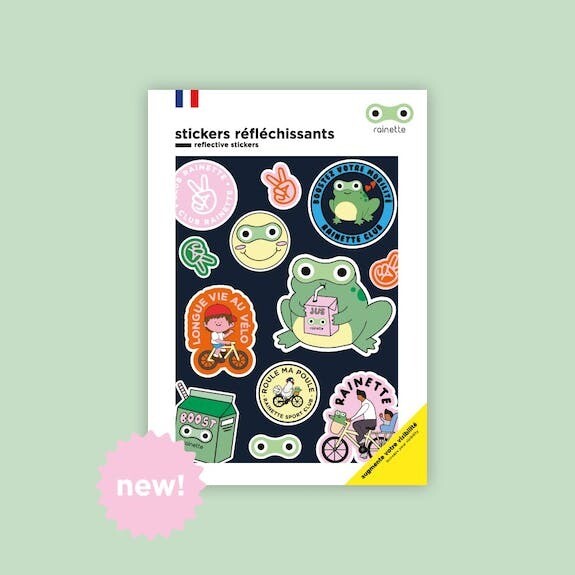 rainette
stickers réfléchissants
reflective stickers
CLUB RAINETTE
CLUB RAINETTE
BOOSTEZ VOTRE MOBILITÉ
RAINETTE CLUB
LONGUE VIE AU VÉLO
JUS
rainette
ROULE MA POULE
RAINETTE SPORT CLUB
RAINETTE
BOOST
rainette
augmente votre visibilité
new!